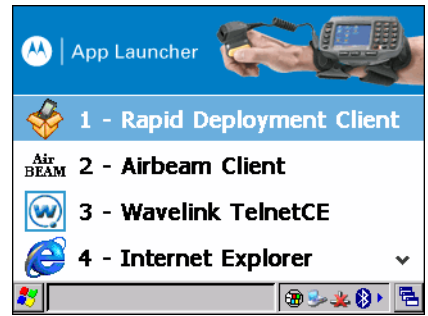 App Launcher
1 - Rapid Deployment Client
Air
BEAM
2 - Airbeam Client
3 - Wavelink TelnetCE
4 - Internet Explorer